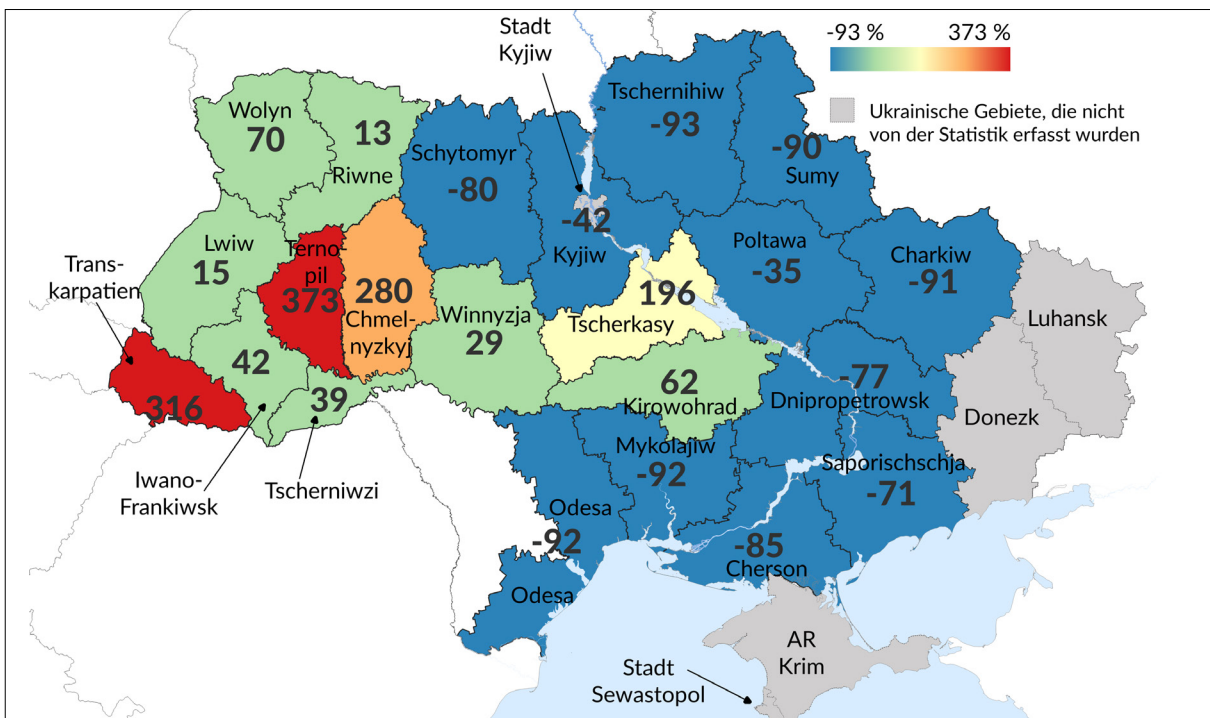 Stadt
Kyjiw
-93 %
373 %
Ukrainische Gebiete, die nicht
von der Statistik erfasst wurden
Wolyn
70
13
Riwne
Schytomyr
-80
Tschernihiw
-93
-90
Sumy
-42
Kyjiw
Lwiw
15
Terno-
pil
373
280
Chmel-
nyzkyj
Winnyzja
29
196
Tscherkasy
Poltawa
-35
Charkiw
-91
Luhansk
Trans-
karpatien
316
42
39
Iwano-
Frankiwsk
Tscherniwzi
62
Kirowohrad
-77
Dnipropetrowsk
Donezk
Mykolajiw
-92
Saporischschja
-71
Odesa
-92
Odesa
-85
Cherson
AR
Krim
Stadt
Sewastopol